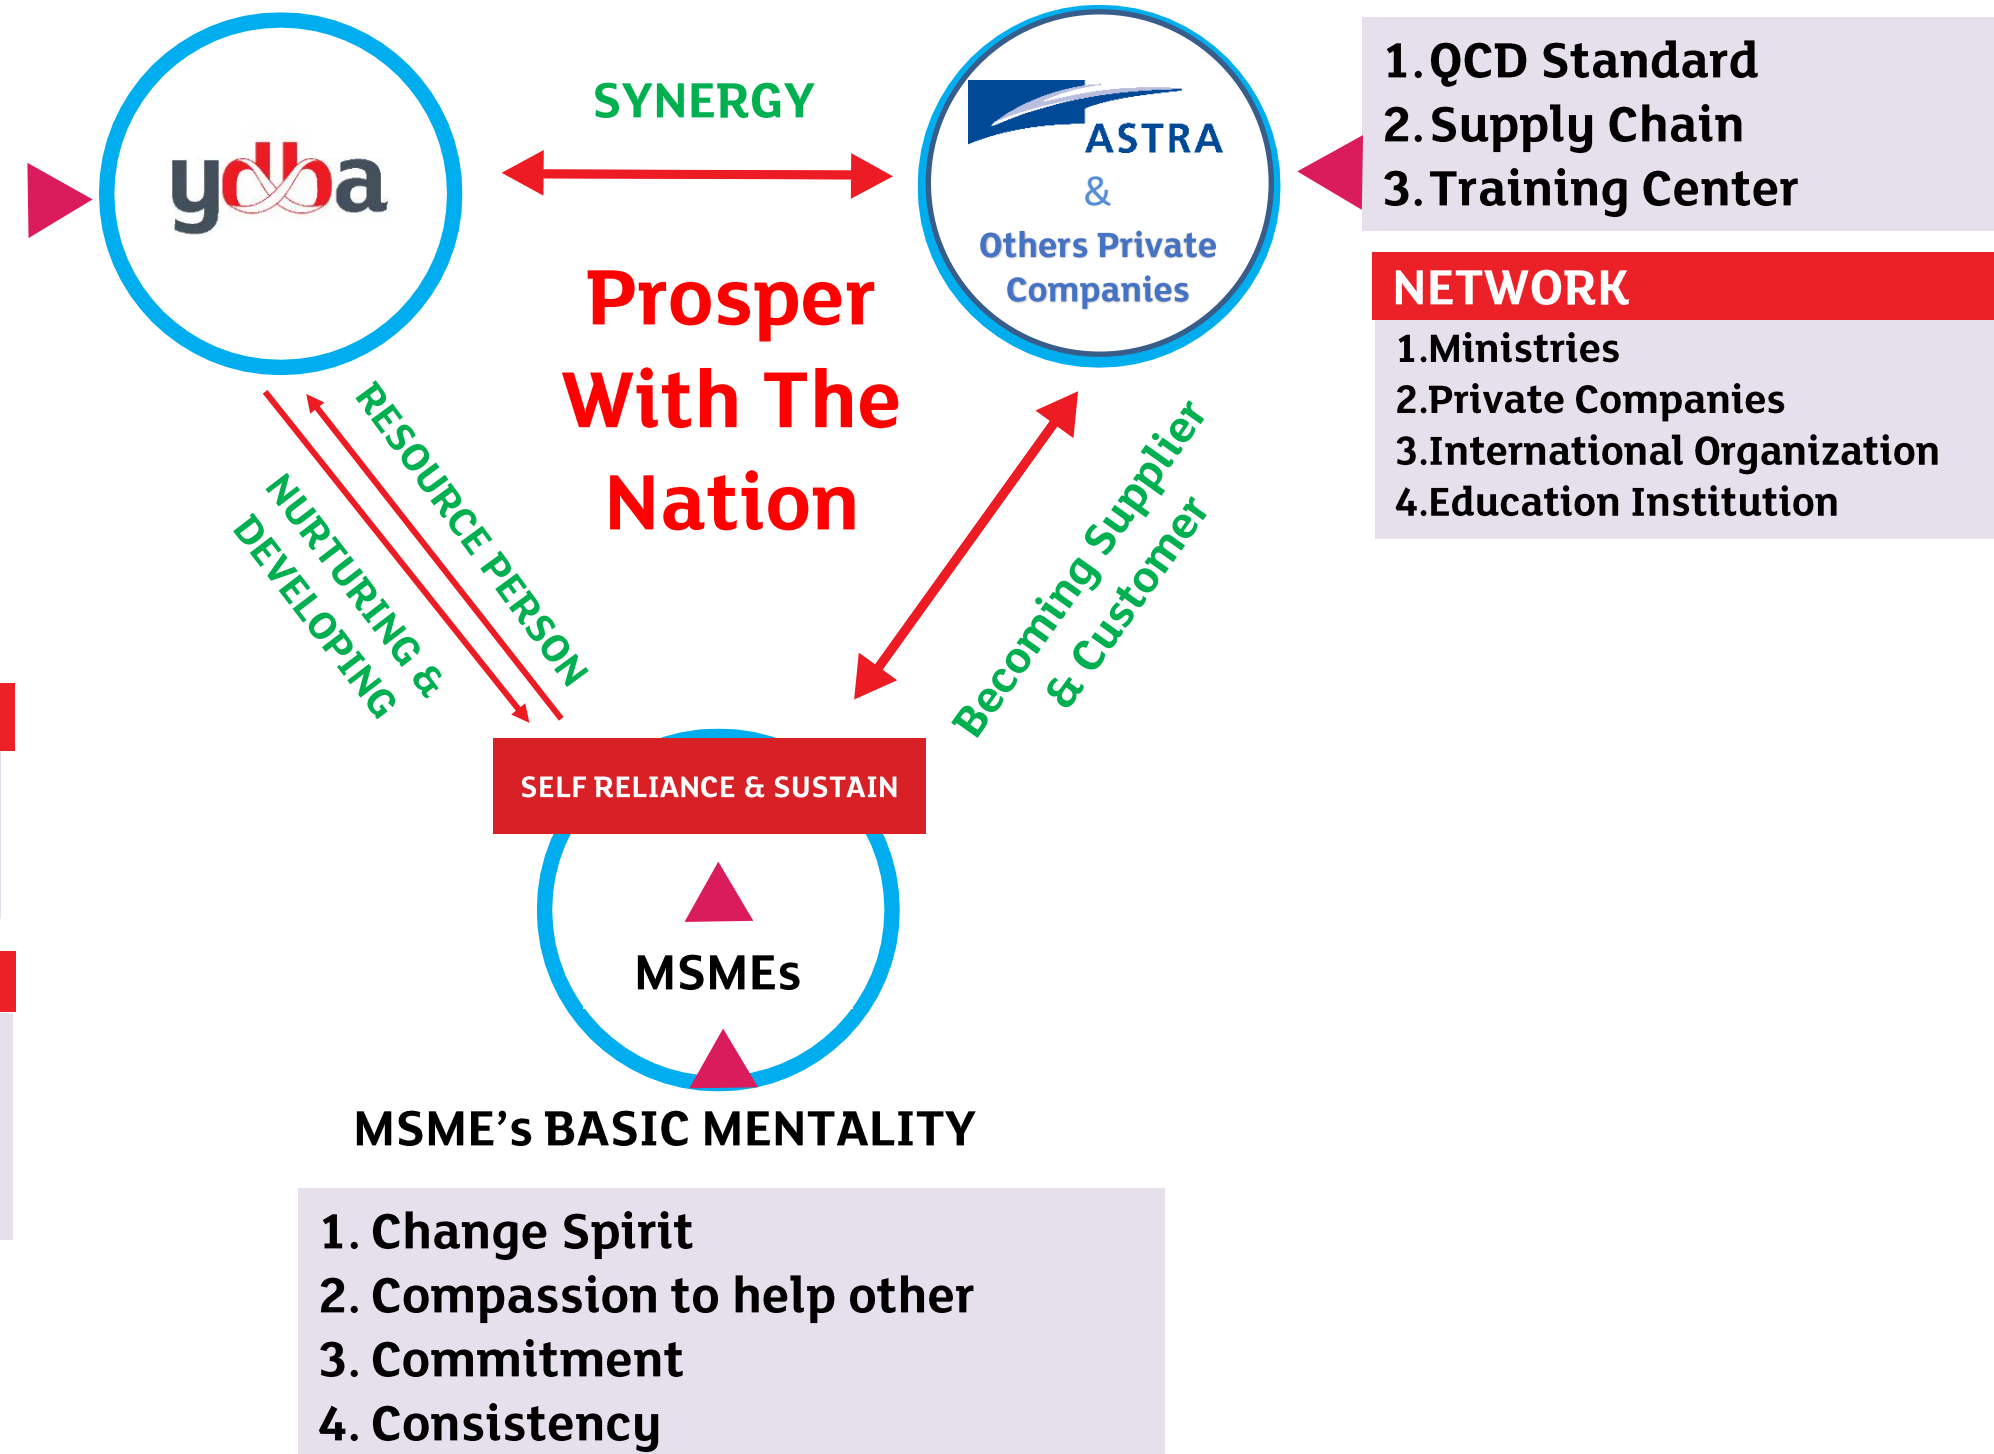 ydba
SYNERGY
ASTRA
&
Others Private
Companies
1.QCD Standard
2.Supply Chain
3.Training Center
NETWORK
1.Ministries
2.Private Companies
3.International Organization
4.Education Institution
Prosper
With The
Nation
RESOURCE PERSON
NURTURING &
DEVELOPING
Becoming Supplier
& Customer
SELF RELIANCE & SUSTAIN
MSMEs
MSME’s BASIC MENTALITY
1. Change Spirit
2. Compassion to help other
3. Commitment
4. Consistency